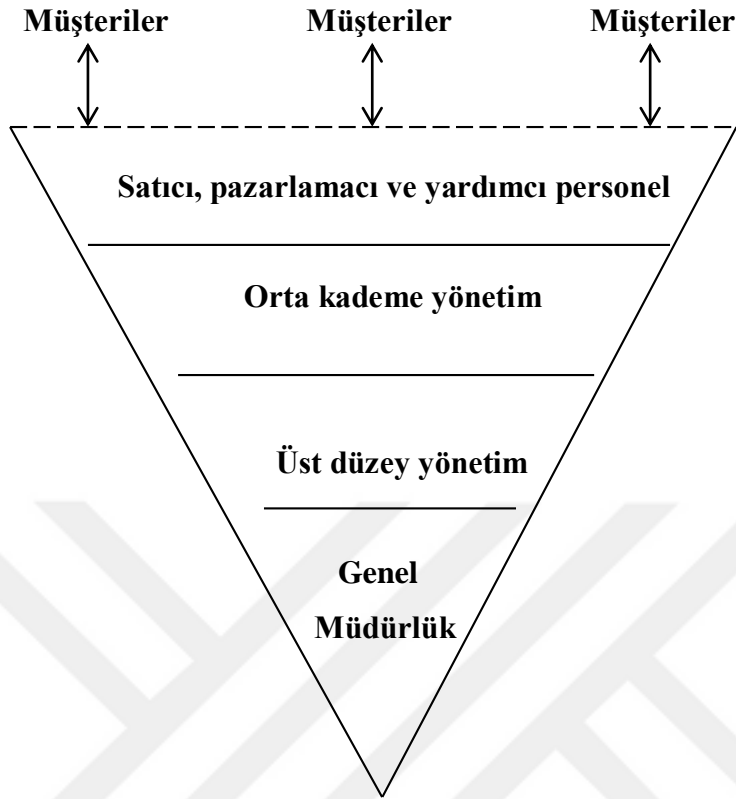 Müşteriler Müşteriler Müşteriler
Satıcı, pazarlamacı ve yardımcı personel
Orta kademe yönetim
Üst düzey yönetim
Genel
Müdürlük